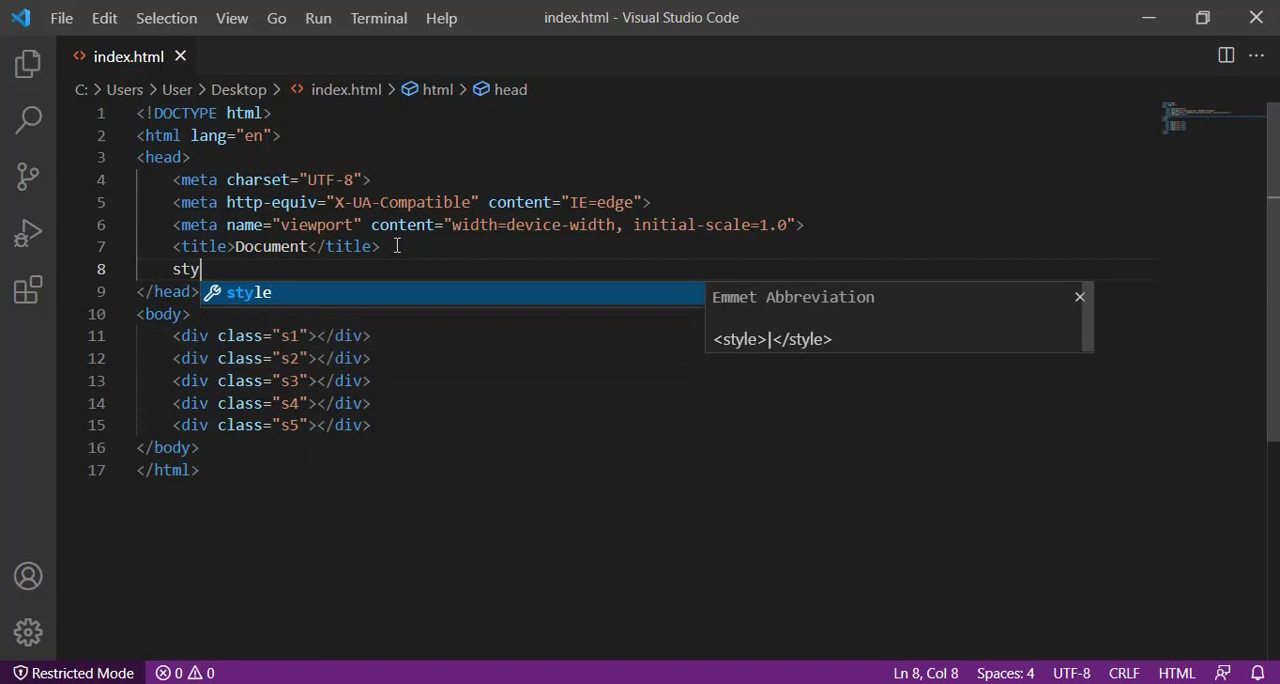 File Edit Selection View Go Run Terminal Help index.html - Visual Studio Code
index.html
C: > Users > User > Desktop > index.html > html > head
1 <!DOCTYPE html>
2 <html lang="en">
3 <head>
4 <meta charset="UTF-8">
5 <meta http-equiv="X-UA-Compatible" content="IE=edge">
6 <meta name="viewport" content="width=device-width, initial-scale=1.0">
7 <title>Document</title>
8 sty
9 </head>
style
Emmet Abbreviation
<style>|</style>
10 <body>
11 <div class="s1"></div>
12 <div class="s2"></div>
13 <div class="s3"></div>
14 <div class="s4"></div>
15 <div class="s5"></div>
16 </body>
17 </html>
Restricted Mode 0 0 Ln 8, Col 8 Spaces: 4 UTF-8 CRLF HTML